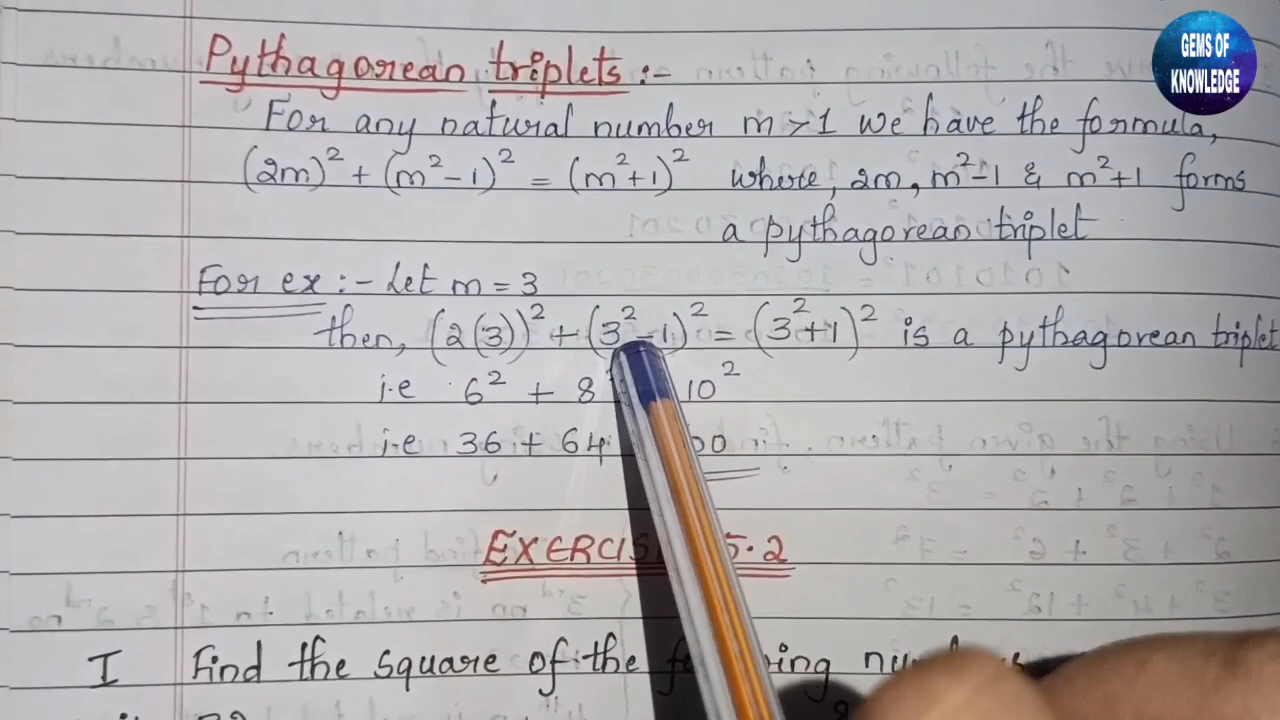 GEMS OF
KNOWLEDGE
Pythagorean triplets :-
For any natural number m > 1 we have the formula,
(2m)² + (m²-1)² = (m²+1)² where, 2m, m²-1 & m²+1 forms
a pythagorean triplet
For ex :- Let m = 3
then, (2(3))² + (3²-1)² = (3²+1)² is a pythagorean triplet
i.e 6² + 8 10²
i.e 36 + 64 00
EXERCIS 5.2
I Find the square of the